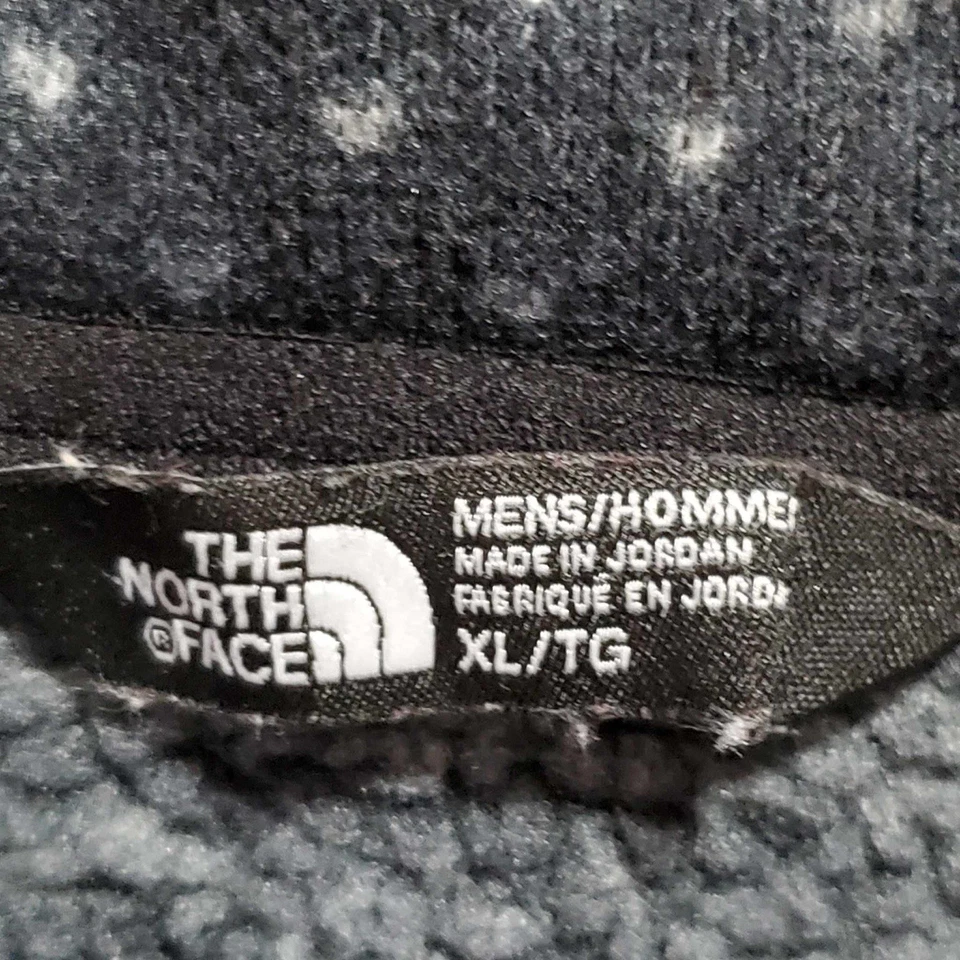 THE
NORTH
®FACE
MENS/HOMME
MADE IN JORDAN
FABRIQUÉ EN JORDA
XL/TG